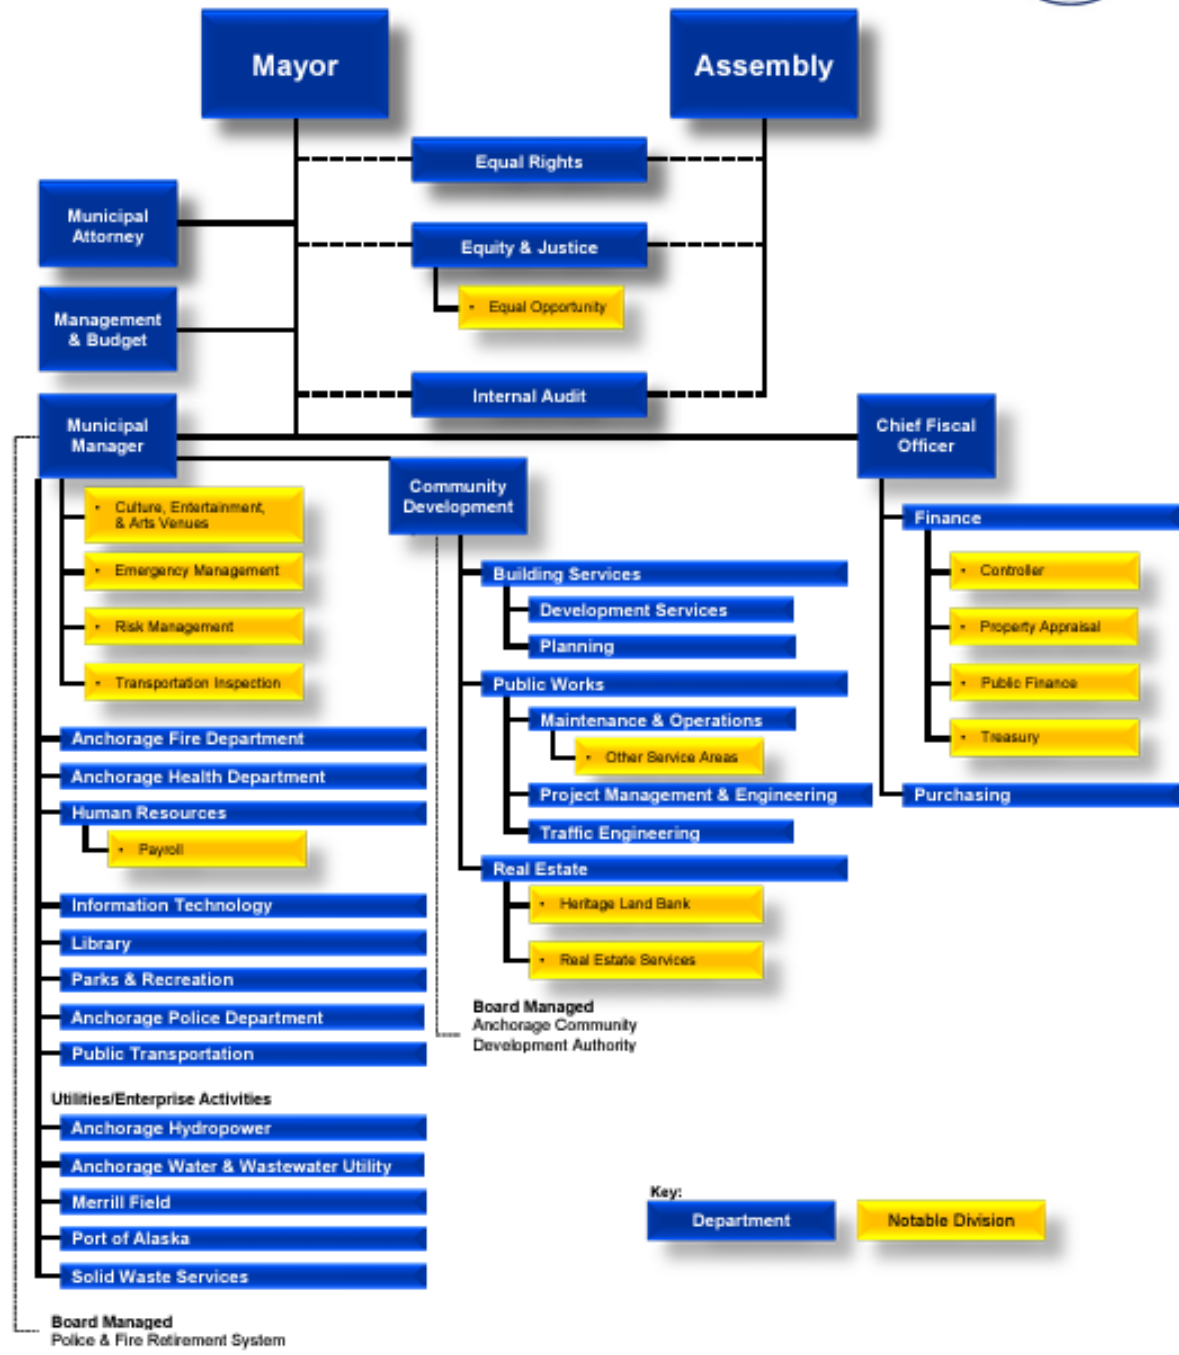 Mayor
Assembly
Equal Rights
Municipal
Attorney
Equity & Justice
• Equal Opportunity
Management
& Budget
Internal Audit
Municipal
Manager
Chief Fiscal
Officer
Community
Development
• Culture, Entertainment,
& Arts Venues
• Emergency Management
• Risk Management
• Transportation Inspection
Anchorage Fire Department
Anchorage Health Department
Human Resources
• Payroll
Information Technology
Library
Parks & Recreation
Anchorage Police Department
Public Transportation
Utilities/Enterprise Activities
Anchorage Hydropower
Anchorage Water & Wastewater Utility
Merrill Field
Port of Alaska
Solid Waste Services
Board Managed
Police & Fire Retirement System
Building Services
Development Services
Planning
Public Works
Maintenance & Operations
• Other Service Areas
Project Management & Engineering
Traffic Engineering
Real Estate
• Heritage Land Bank
• Real Estate Services
Board Managed
Anchorage Community
Development Authority
Finance
• Controller
• Property Appraisal
• Public Finance
• Treasury
Purchasing
Key:
Department
Notable Division